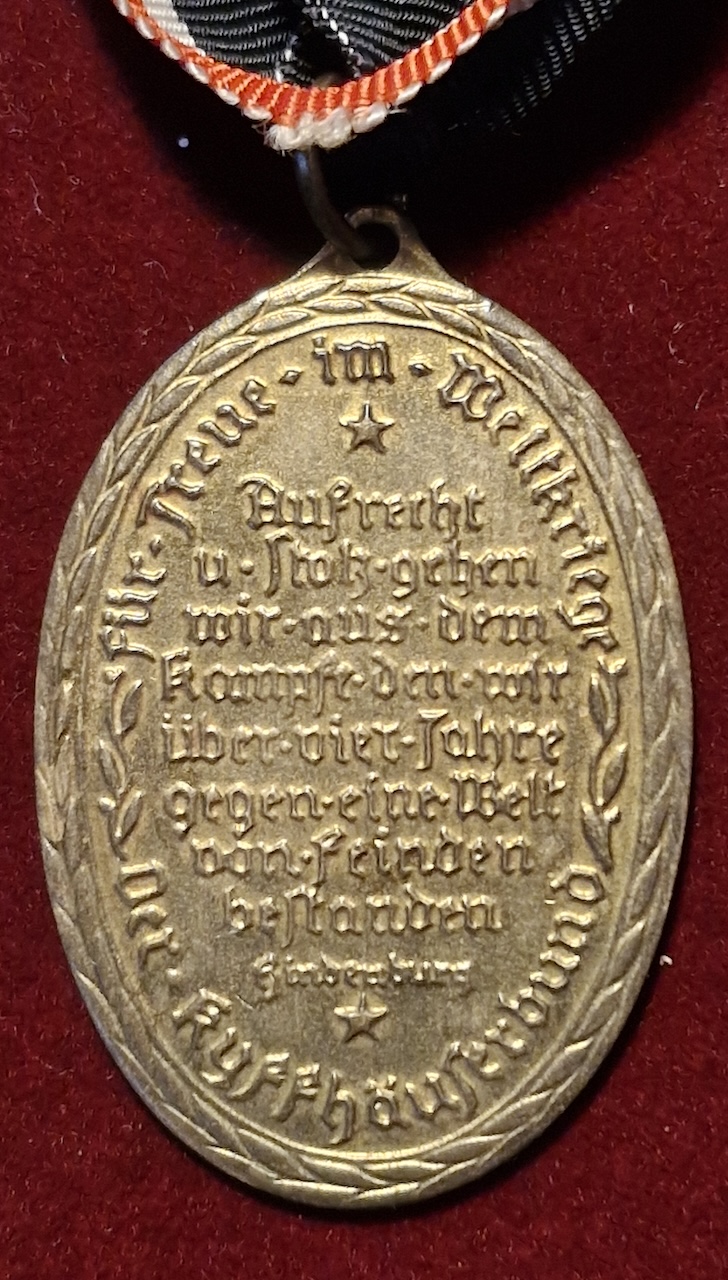 Für · Treue · im · Weltkriege
Aufrecht
u · Stolz · gehen
wir · aus · dem
Kampfe · den · wir
über · vier · Jahre
gegen · eine · Welt
von · Feinden
bestanden
Hindenburg
Der · Kyffhäuserbund